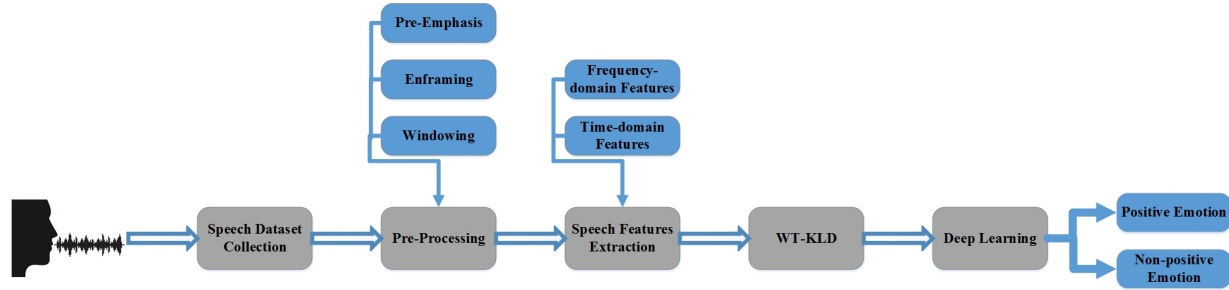 Pre-Emphasis
Enframing
Windowing
Frequency-
domain Features
Time-domain
Features
Speech Dataset
Collection
Pre-Processing
Speech Features
Extraction
WT-KLD
Deep Learning
Positive Emotion
Non-positive
Emotion